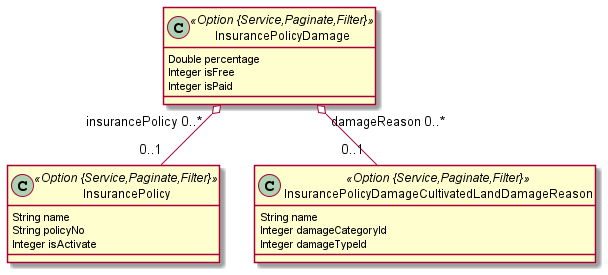 C
«Option {Service,Paginate,Filter}»
InsurancePolicyDamage
Double percentage
Integer isFree
Integer isPaid
insurancePolicy 0..*
damageReason 0..*
0..1
0..1
C
«Option {Service,Paginate,Filter}»
InsurancePolicy
String name
String policyNo
Integer isActivate
C
«Option {Service,Paginate,Filter}»
InsurancePolicyDamageCultivatedLandDamageReason
String name
Integer damageCategoryId
Integer damageTypeId